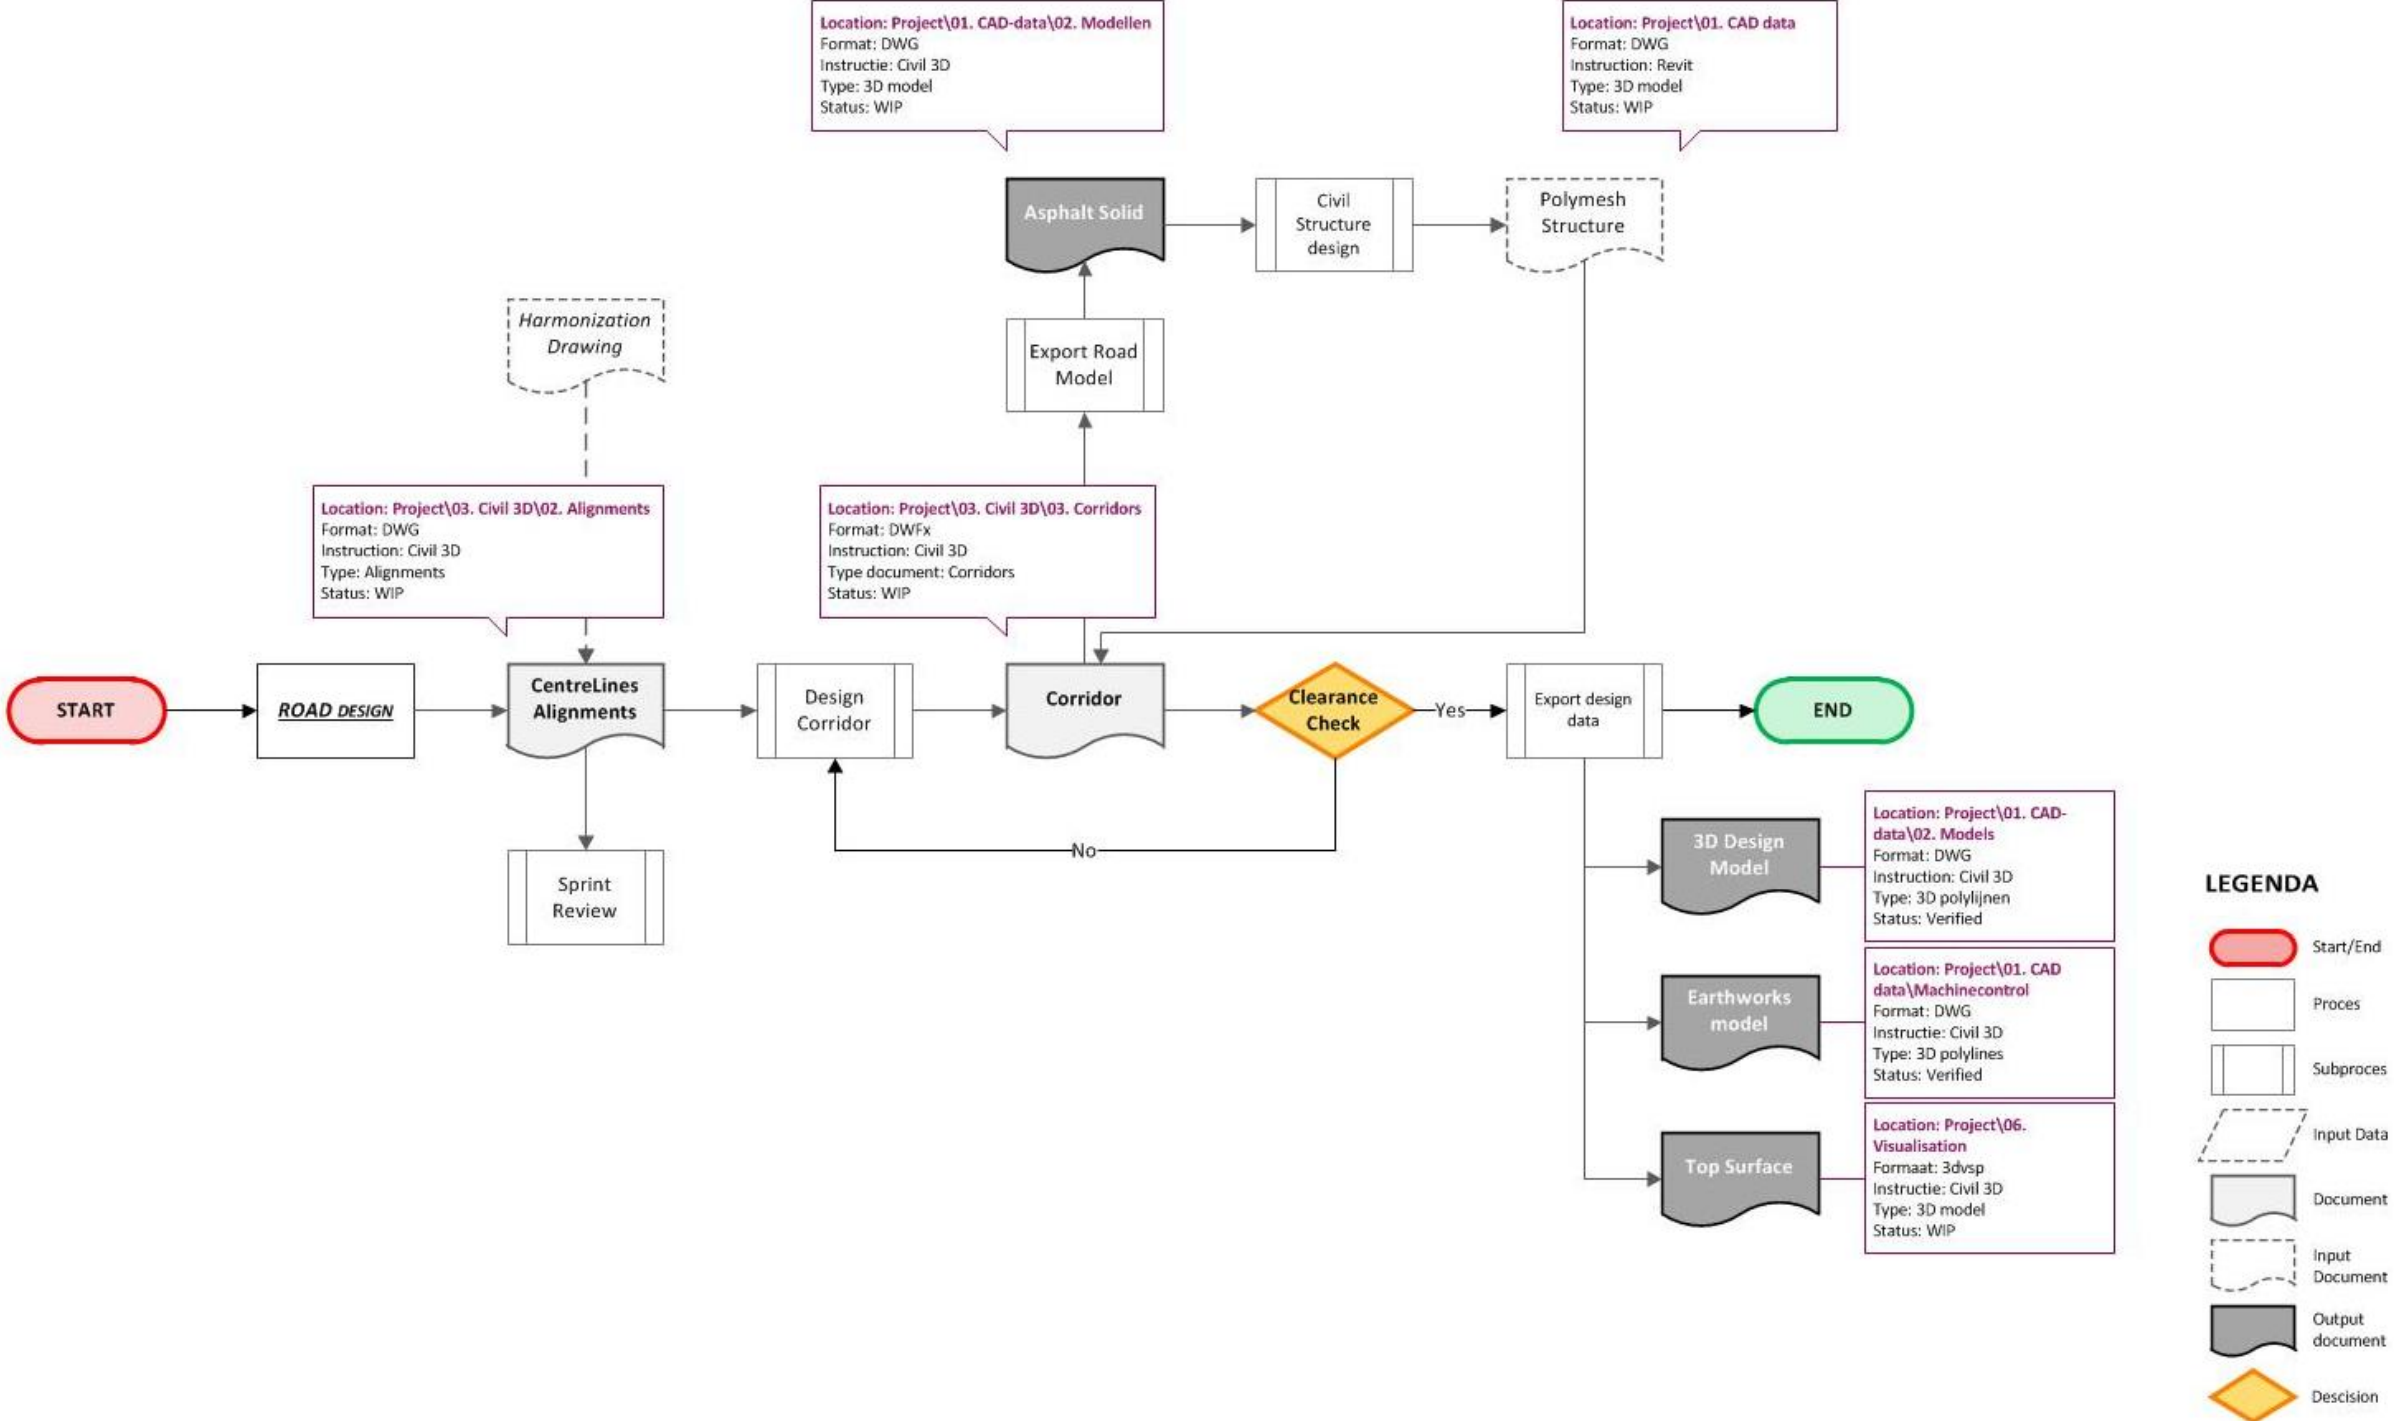 Location: Project\01. CAD-data\02. Modellen
Format: DWG
Instructie: Civil 3D
Type: 3D model
Status: WIP
Location: Project\01. CAD data
Format: DWG
Instruction: Revit
Type: 3D model
Status: WIP
Asphalt Solid
Civil
Structure
design
Polymesh
Structure
Harmonization
Drawing
Export Road
Model
Location: Project\03. Civil 3D\02. Alignments
Format: DWG
Instruction: Civil 3D
Type: Alignments
Status: WIP
Location: Project\03. Civil 3D\03. Corridors
Format: DWFx
Instruction: Civil 3D
Type document: Corridors
Status: WIP
START
ROAD DESIGN
CentreLines
Alignments
Design
Corridor
Corridor
Clearance
Check
Yes
Export design
data
END
No
Sprint
Review
3D Design
Model
Location: Project\01. CAD-
data\02. Models
Format: DWG
Instruction: Civil 3D
Type: 3D polylijnen
Status: Verified
Earthworks
model
Location: Project\01. CAD
data\Machinecontrol
Format: DWG
Instructie: Civil 3D
Type: 3D polylines
Status: Verified
Top Surface
Location: Project\06.
Visualisation
Formaat: 3dvsp
Instructie: Civil 3D
Type: 3D model
Status: WIP
LEGENDA
Start/End
Proces
Subproces
Input Data
Document
Input
Document
Output
document
Descision